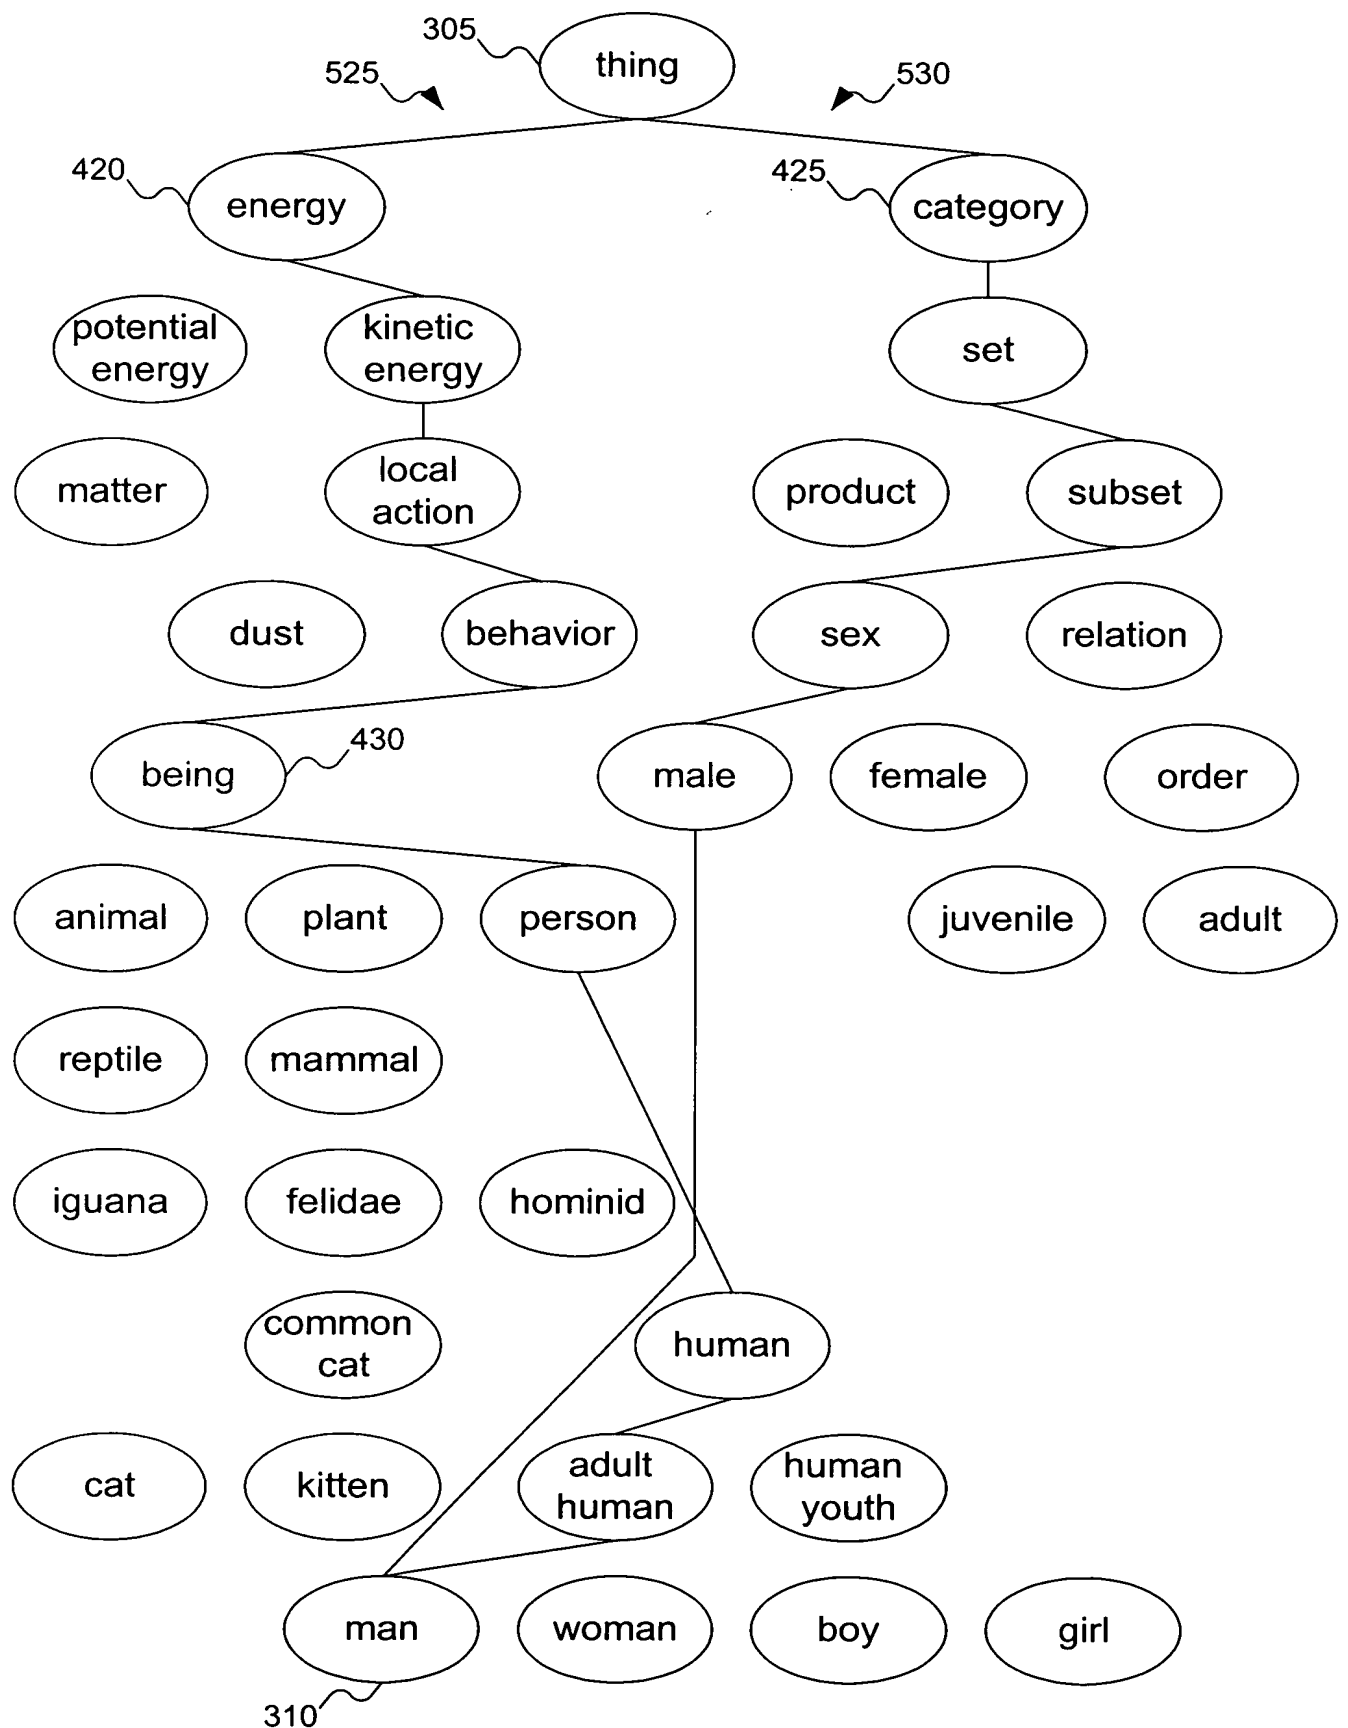 305
thing
525
530
420
energy
425
category
potential
energy
kinetic
energy
set
matter
local
action
product
subset
dust
behavior
sex
relation
being
430
male
female
order
animal
plant
person
juvenile
adult
reptile
mammal
iguana
felidae
hominid
common
cat
human
cat
kitten
adult
human
human
youth
man
woman
boy
girl
310